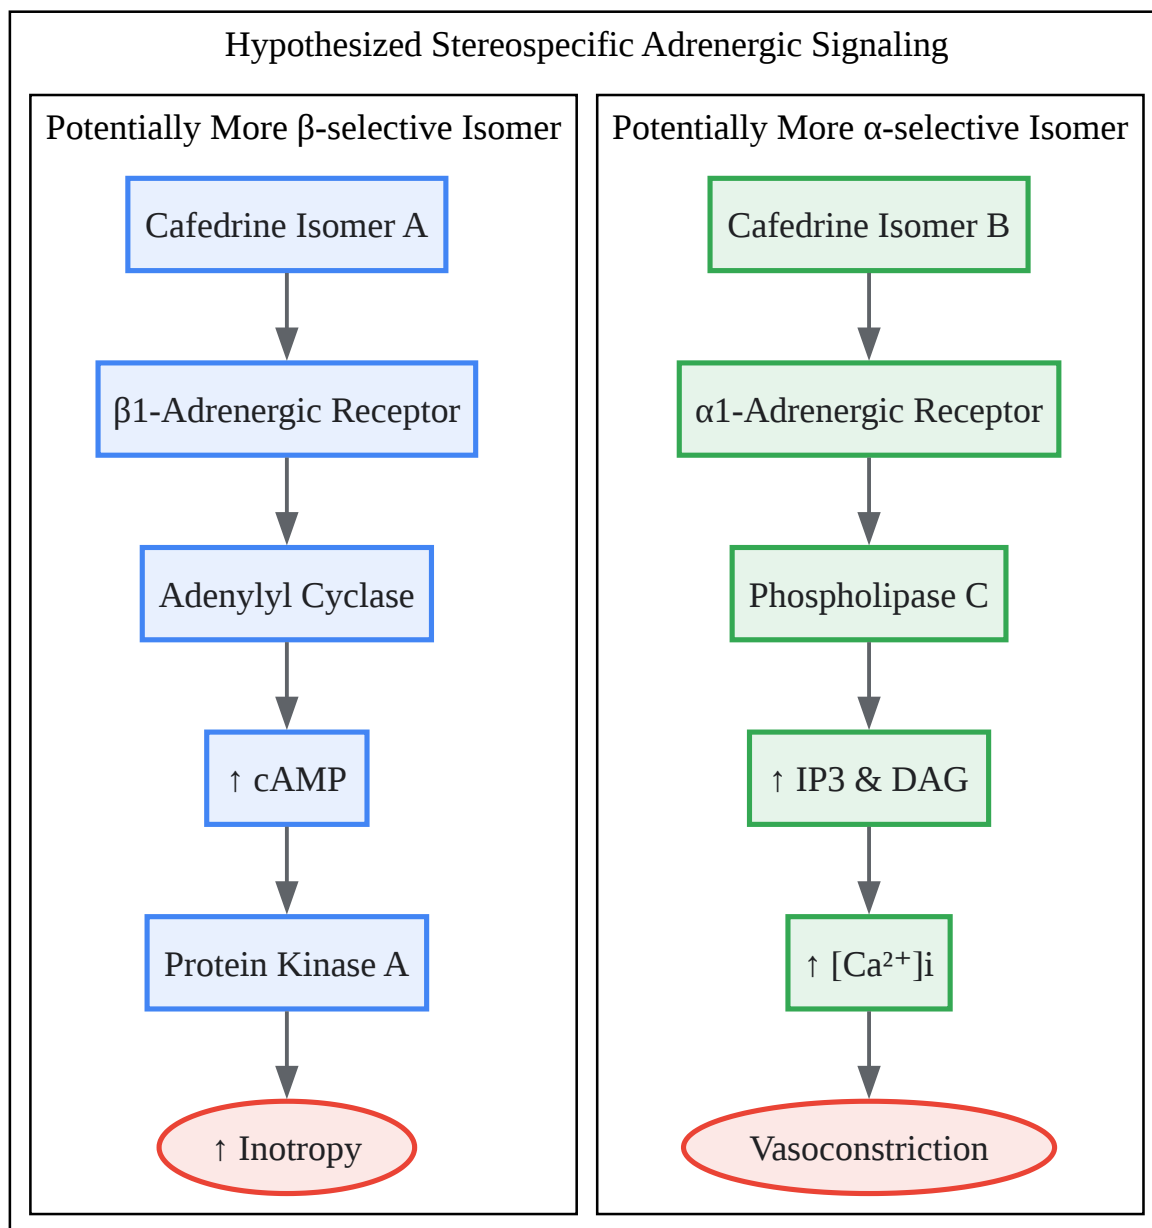 Hypothesized Stereospecific Adrenergic Signaling
Potentially More β-selective Isomer
Cafedrine Isomer A
β1-Adrenergic Receptor
Adenylyl Cyclase
↑ cAMP
Protein Kinase A
↑ Inotropy
Potentially More α-selective Isomer
Cafedrine Isomer B
α1-Adrenergic Receptor
Phospholipase C
↑ IP3 & DAG
↑ [Ca²⁺]i
Vasoconstriction